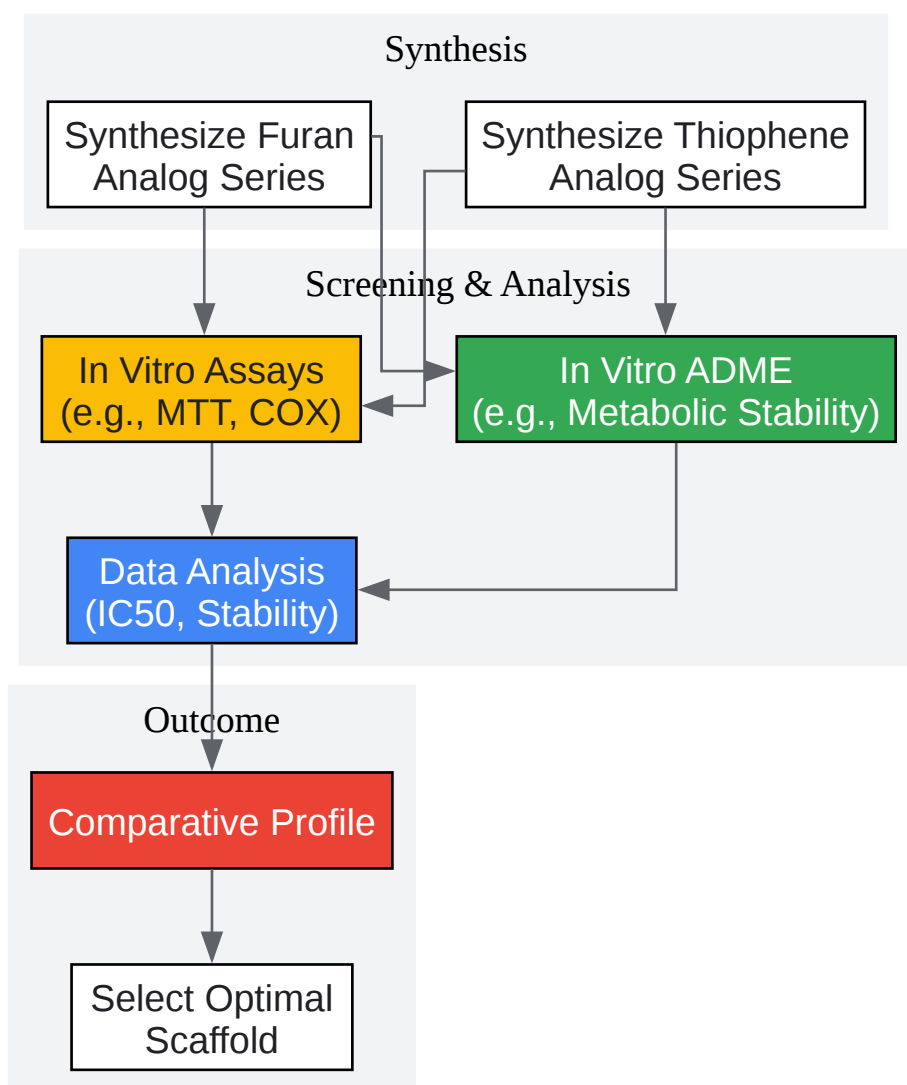 Synthesis
Synthesize Furan
Analog Series
Synthesize Thiophene
Analog Series
Screening & Analysis
In Vitro Assays
(e.g., MTT, COX)
In Vitro ADME
(e.g., Metabolic Stability)
Data Analysis
(IC50, Stability)
Outcome
Comparative Profile
Select Optimal
Scaffold